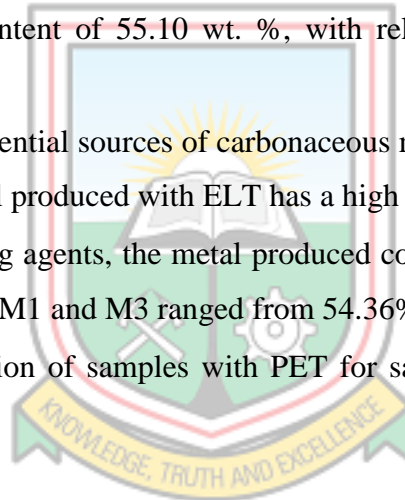 ntent of 55.10 wt. %, with rel
ential sources of carbonaceous r
l produced with ELT has a high
g agents, the metal produced co
M1 and M3 ranged from 54.36%
ion of samples with PET for sa
KNOWLEDGE, TRUTH AND EXCELLENCE